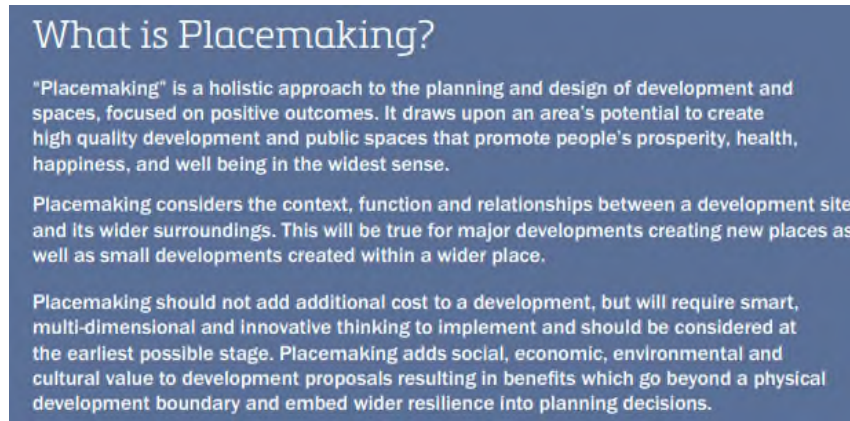 What is Placemaking?
"Placemaking" is a holistic approach to the planning and design of development and
spaces, focused on positive outcomes. It draws upon an area's potential to create
high quality development and public spaces that promote people's prosperity, health,
happiness, and well being in the widest sense.
Placemaking considers the context, function and relationships between a development site
and its wider surroundings. This will be true for major developments creating new places as
well as small developments created within a wider place.
Placemaking should not add additional cost to a development, but will require smart,
multi-dimensional and innovative thinking to implement and should be considered at
the earliest possible stage. Placemaking adds social, economic, environmental and
cultural value to development proposals resulting in benefits which go beyond a physical
development boundary and embed wider resilience into planning decisions.